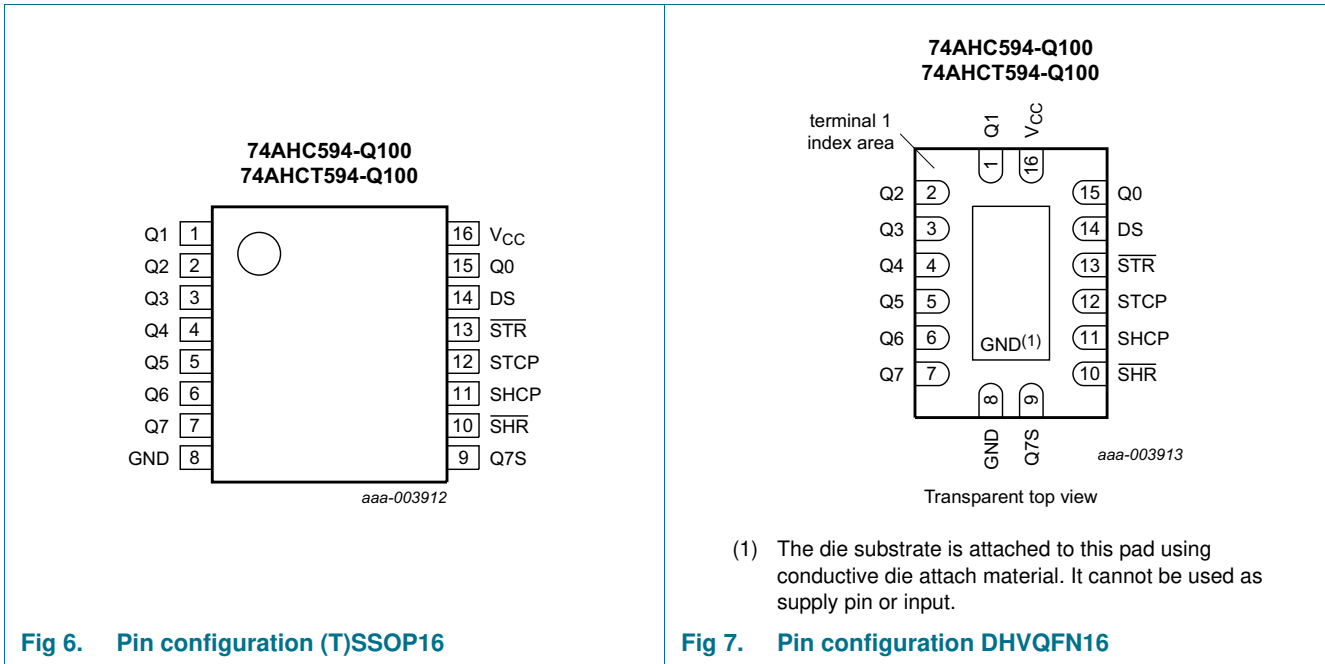 74AHC594-Q100
74AHCT594-Q100
Q1 1
Q2 2
Q3 3
Q4 4
Q5 5
Q6 6
Q7 7
GND 8
16 VCC
15 Q0
14 DS
13 STR
12 STCP
11 SHCP
10 SHR
9 Q7S
aaa-003912
Fig 6. Pin configuration (T)SSOP16
74AHC594-Q100
74AHCT594-Q100
terminal 1
index area
Q1 VCC
1 16
Q2 2
Q3 3
Q4 4
Q5 5
Q6 6
Q7 7
15 Q0
14 DS
13 STR
12 STCP
11 SHCP
10 SHR
GND(1)
8 9
GND Q7S
aaa-003913
Transparent top view
(1) The die substrate is attached to this pad using
conductive die attach material. It cannot be used as
supply pin or input.
Fig 7. Pin configuration DHVQFN16